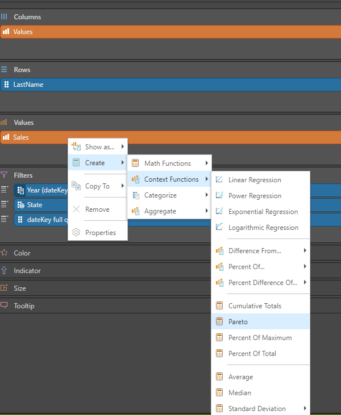 Columns
Values
Rows
LastName
Values
Sales
Filters
Year (dateKey
State
dateKey full q
Color
Indicator
Size
Tooltip
Show as...
Create
Copy To
Remove
Properties
Math Functions
Context Functions
Categorize
Aggregate
Linear Regression
Power Regression
Exponential Regression
Logarithmic Regression
Difference From...
Percent Of...
Percent Difference Of...
Cumulative Totals
Pareto
Percent Of Maximum
Percent Of Total
Average
Median
Standard Deviation